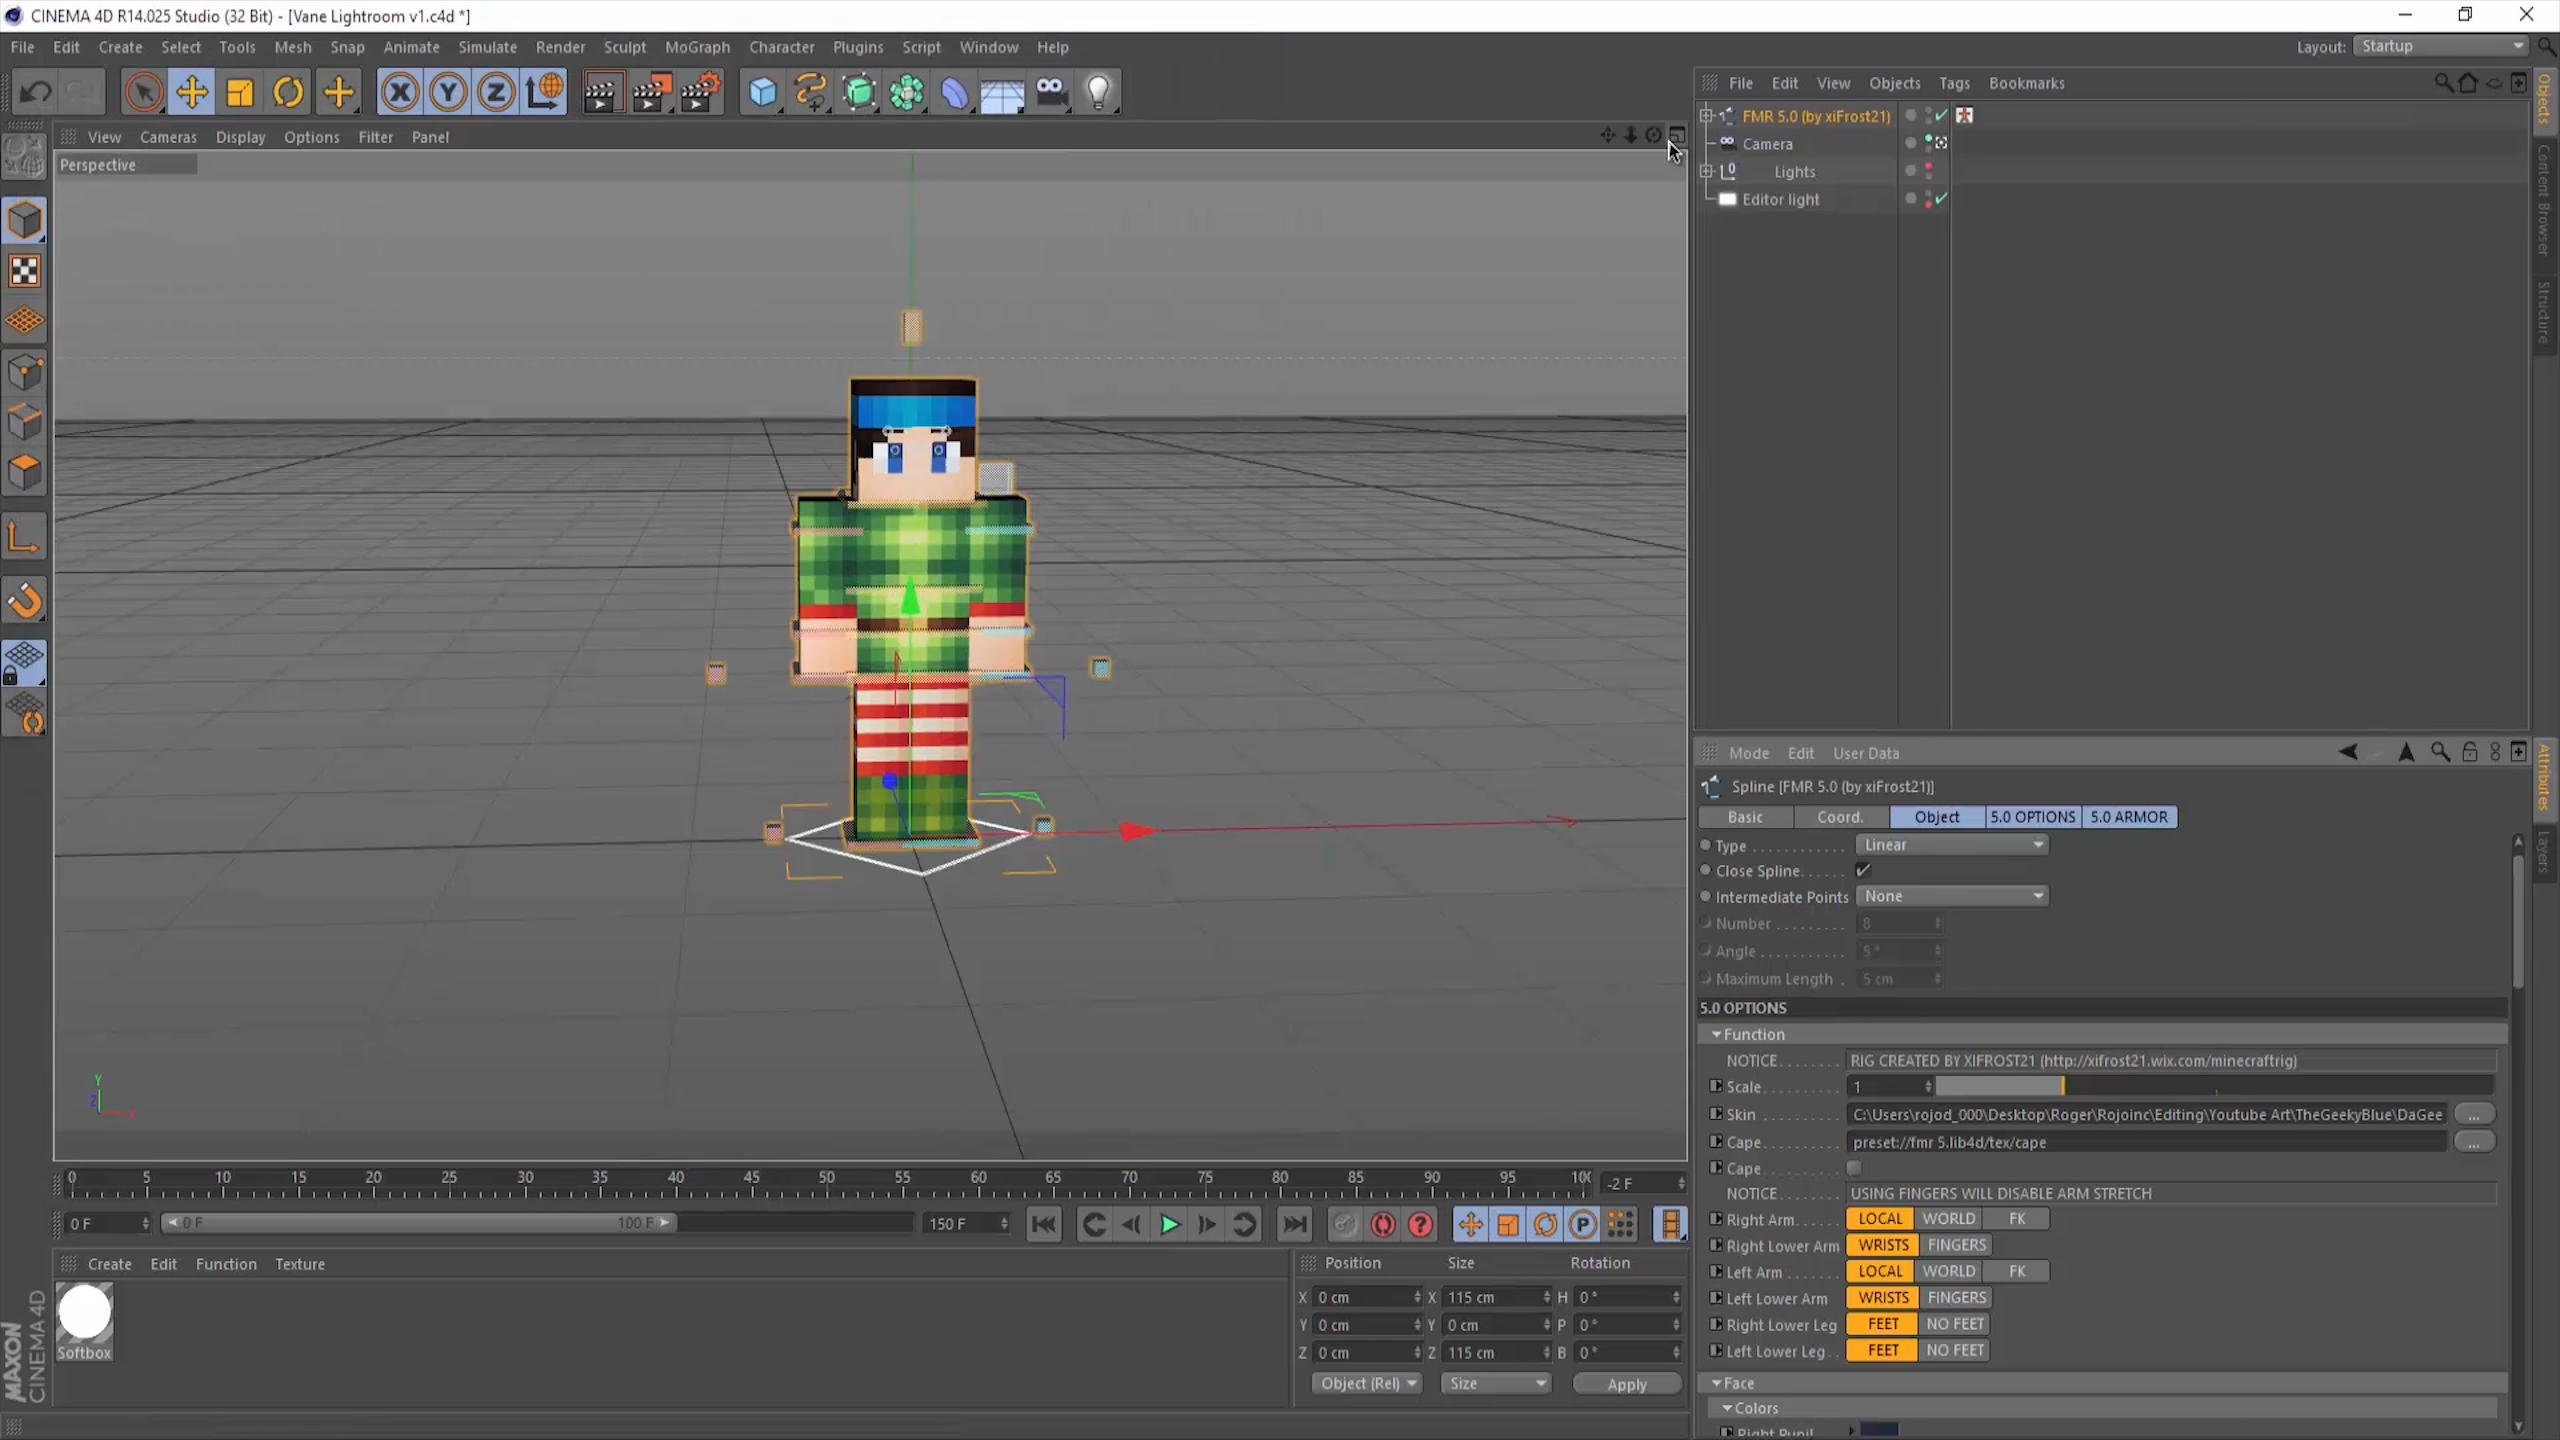 CINEMA 4D R14.025 Studio (32 Bit) - [Vane Lightroom v1.c4d *]
File Edit Create Select Tools Mesh Snap Animate Simulate Render Sculpt MoGraph Character Plugins Script Window Help
Layout: Startup
View Cameras Display Options Filter Panel
Perspective
File Edit View Objects Tags Bookmarks
FMR 5.0 (by xiFrost21)
Camera
Lights
Editor light
Objects
Content Browser
Structure
Mode Edit User Data
Spline [FMR 5.0 (by xiFrost21)]
Basic Coord. Object 5.0 OPTIONS 5.0 ARMOR
Type Linear
Close Spline
Intermediate Points None
Number 8
Angle 5 °
Maximum Length 5 cm
5.0 OPTIONS
Function
NOTICE RIG CREATED BY XIFROST21 (http://xifrost21.wix.com/minecraftrig)
Scale 1
Skin C:\Users\rojod_000\Desktop\Roger\Rojoinc\Editing\Youtube Art\TheGeekyBlue\DaGee ...
Cape preset://fmr 5.lib4d/tex/cape ...
Cape
NOTICE USING FINGERS WILL DISABLE ARM STRETCH
Right Arm LOCAL WORLD FK
Right Lower Arm WRISTS FINGERS
Left Arm LOCAL WORLD FK
Left Lower Arm WRISTS FINGERS
Right Lower Leg FEET NO FEET
Left Lower Leg FEET NO FEET
Face
Colors
Right Pupil
Attributes
Layers
Y
Z
X
0 5 10 15 20 25 30 35 40 45 50 55 60 65 70 75 80 85 90 95 100
-2 F
0 F 0 F 100 F 150 F
Create Edit Function Texture
Softbox
MAXON
CINEMA 4D
Position Size Rotation
X 0 cm X 115 cm H 0 °
Y 0 cm Y 0 cm P 0 °
Z 0 cm Z 115 cm B 0 °
Object (Rel) Size Apply